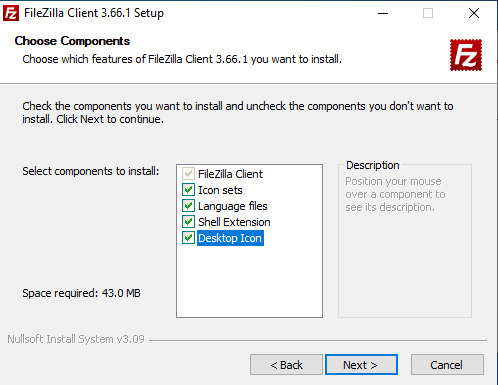 FileZilla Client 3.66.1 Setup
Choose Components
Choose which features of FileZilla Client 3.66.1 you want to install.
Fz
Check the components you want to install and uncheck the components you don't want to
install. Click Next to continue.
Select components to install:
FileZilla Client
Icon sets
Language files
Shell Extension
Desktop Icon
Description
Position your mouse
over a component to
see its description.
Space required: 43.0 MB
Nullsoft Install System v3.09
< Back
Next >
Cancel